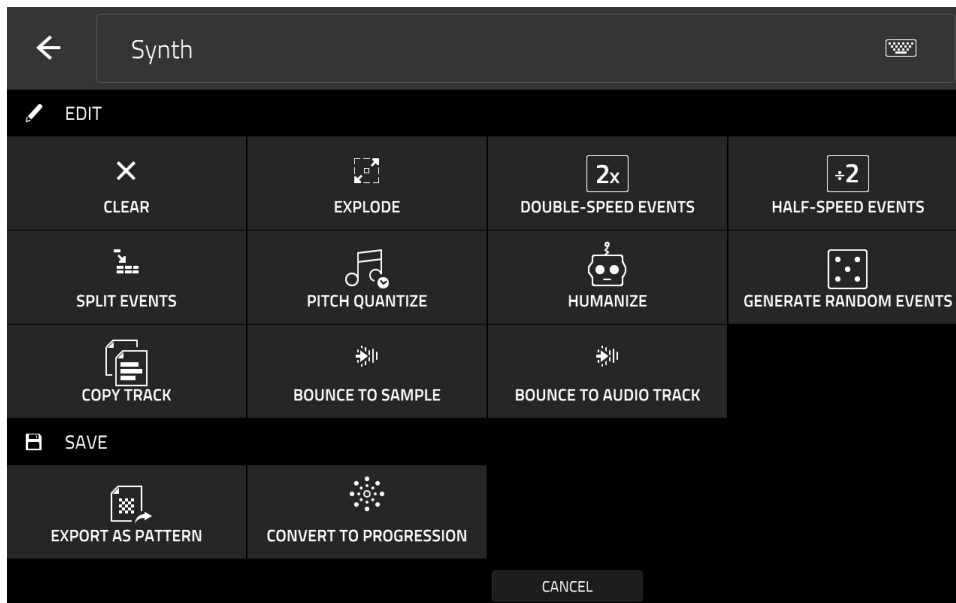 Synth
EDIT
CLEAR
EXPLODE
2x
DOUBLE-SPEED EVENTS
÷2
HALF-SPEED EVENTS
SPLIT EVENTS
PITCH QUANTIZE
HUMANIZE
GENERATE RANDOM EVENTS
COPY TRACK
BOUNCE TO SAMPLE
BOUNCE TO AUDIO TRACK
SAVE
EXPORT AS PATTERN
CONVERT TO PROGRESSION
CANCEL